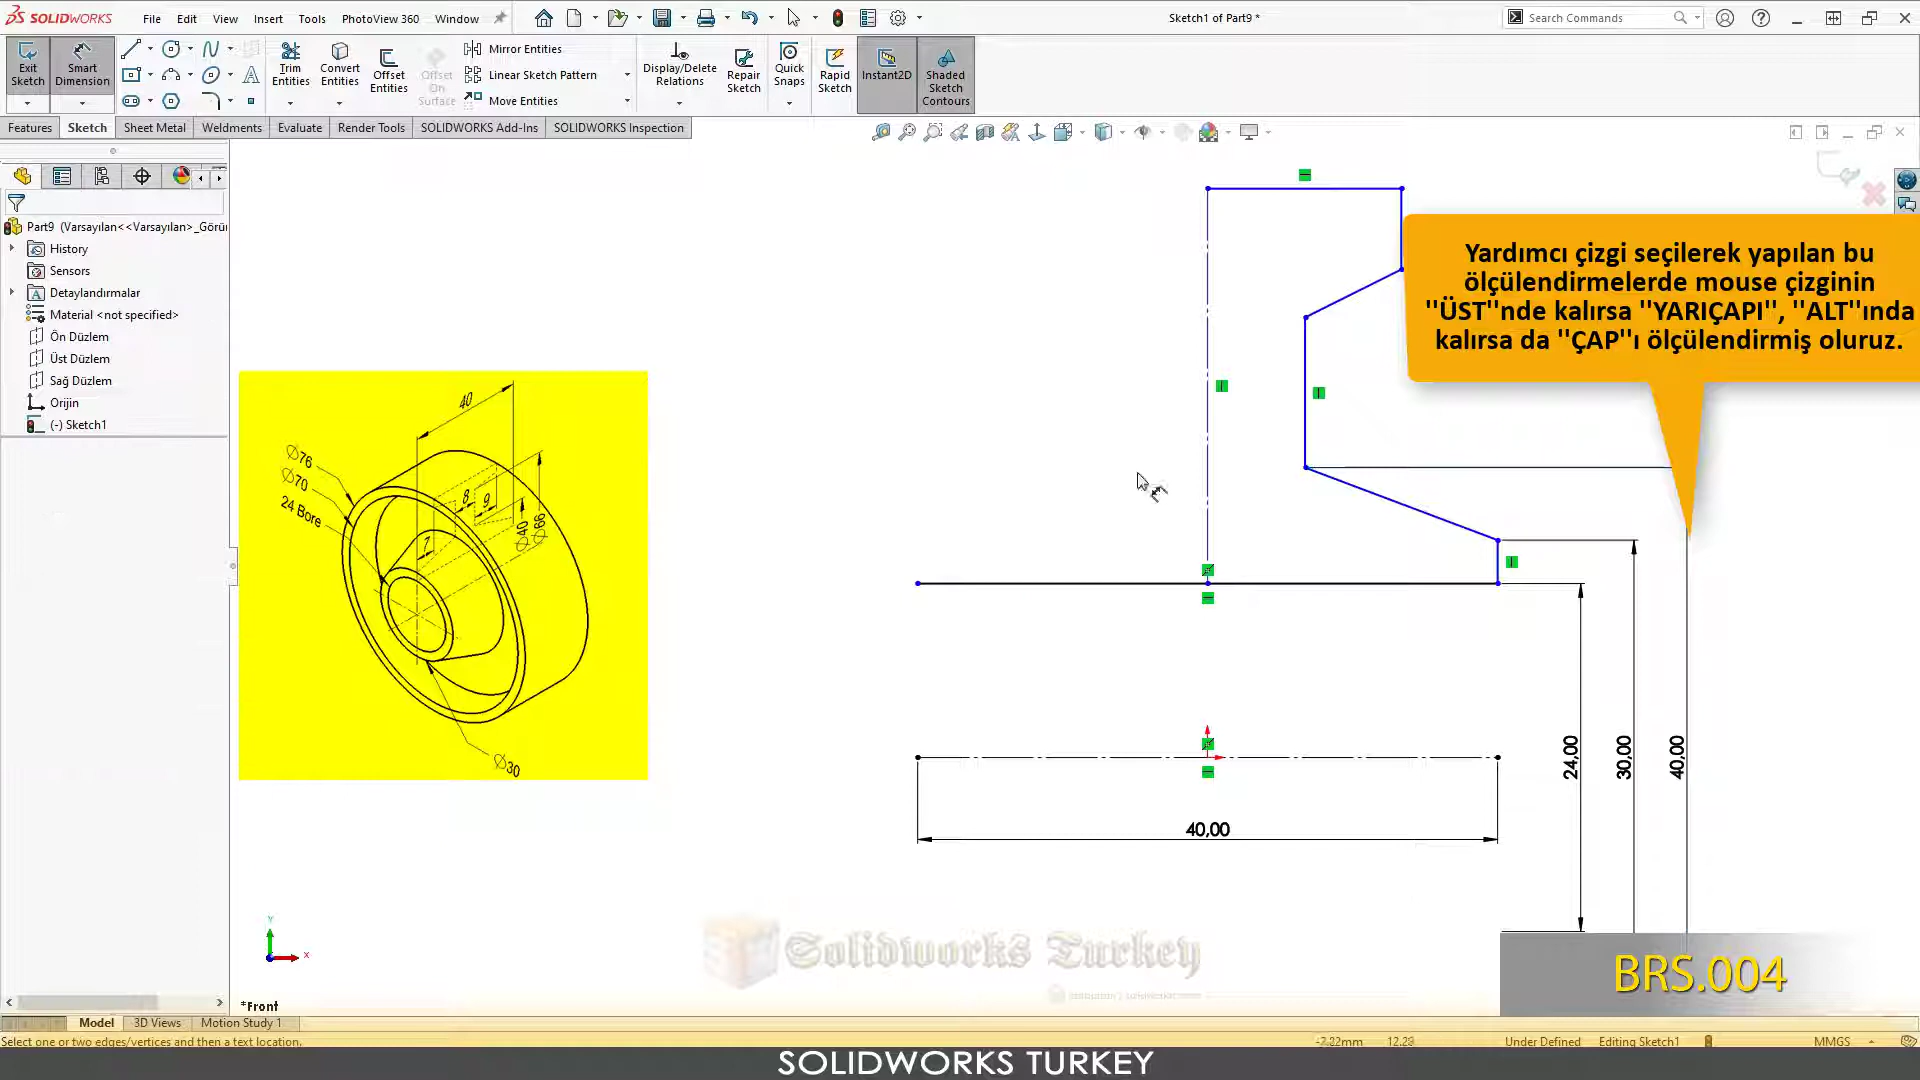 SOLIDWORKS
File
Edit
View
Insert
Tools
PhotoView 360
Window
Sketch1 of Part9 *
Search Commands
Exit Sketch
Smart Dimension
Trim Entities
Convert Entities
Offset Entities
Offset On Surface
Mirror Entities
Linear Sketch Pattern
Move Entities
Display/Delete Relations
Repair Sketch
Quick Snaps
Rapid Sketch
Instant2D
Shaded Sketch Contours
Features
Sketch
Sheet Metal
Weldments
Evaluate
Render Tools
SOLIDWORKS Add-Ins
SOLIDWORKS Inspection
Part9 (Varsayılan<<Varsayılan>_Görü
History
Sensors
Detaylandırmalar
Material <not specified>
Ön Düzlem
Üst Düzlem
Sağ Düzlem
Orijin
(-) Sketch1
Yardımcı çizgi seçilerek yapılan bu
ölçülendirmelerde mouse çizginin
"ÜST"nde kalırsa "YARIÇAPI", "ALT"ında
kalırsa da "ÇAP"ı ölçülendirmiş oluruz.
40
Ø76
Ø70
24 Bore
8
9
7
Ø40
Ø66
Ø30
24,00
30,00
40,00
40,00
Y
X
*Front
Solidworks Turkey
BRS.004
Model
3D Views
Motion Study 1
Select one or two edges/vertices and then a text location.
-7.22mm
12.28
Under Defined
Editing Sketch1
MMGS
SOLIDWORKS TURKEY